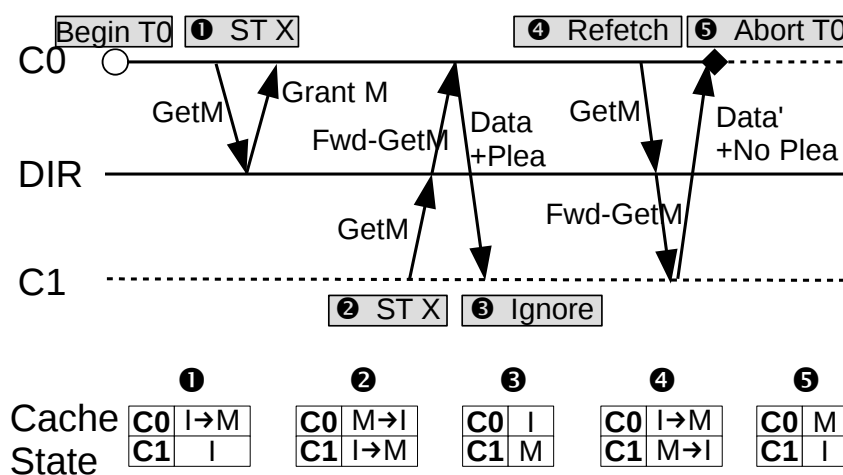 Begin T0 ❶ ST X ❹ Refetch ❺ Abort T0
C0
GetM Grant M GetM Data'
Fwd-GetM Data +No Plea
+Plea
DIR
GetM Fwd-GetM
C1
❷ ST X ❸ Ignore
❶ ❷ ❸ ❹ ❺
Cache C0 I→M C0 M→I C0 I C0 I→M C0 M
State C1 I C1 I→M C1 M C1 M→I C1 I